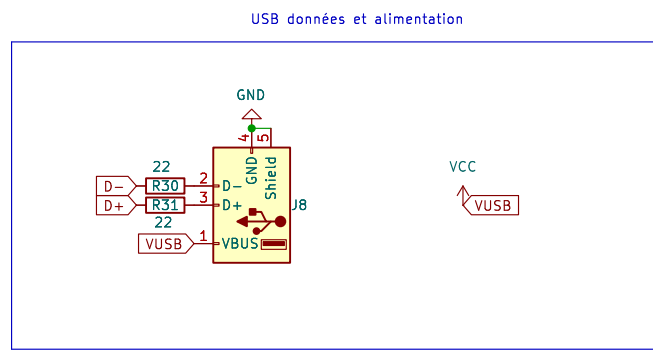 USB données et alimentation
GND
4
5
GND
Shield
22
D-
R30
2
D-
D+
R31
3
D+
22
J8
VUSB
1
VBUS
VCC
VUSB